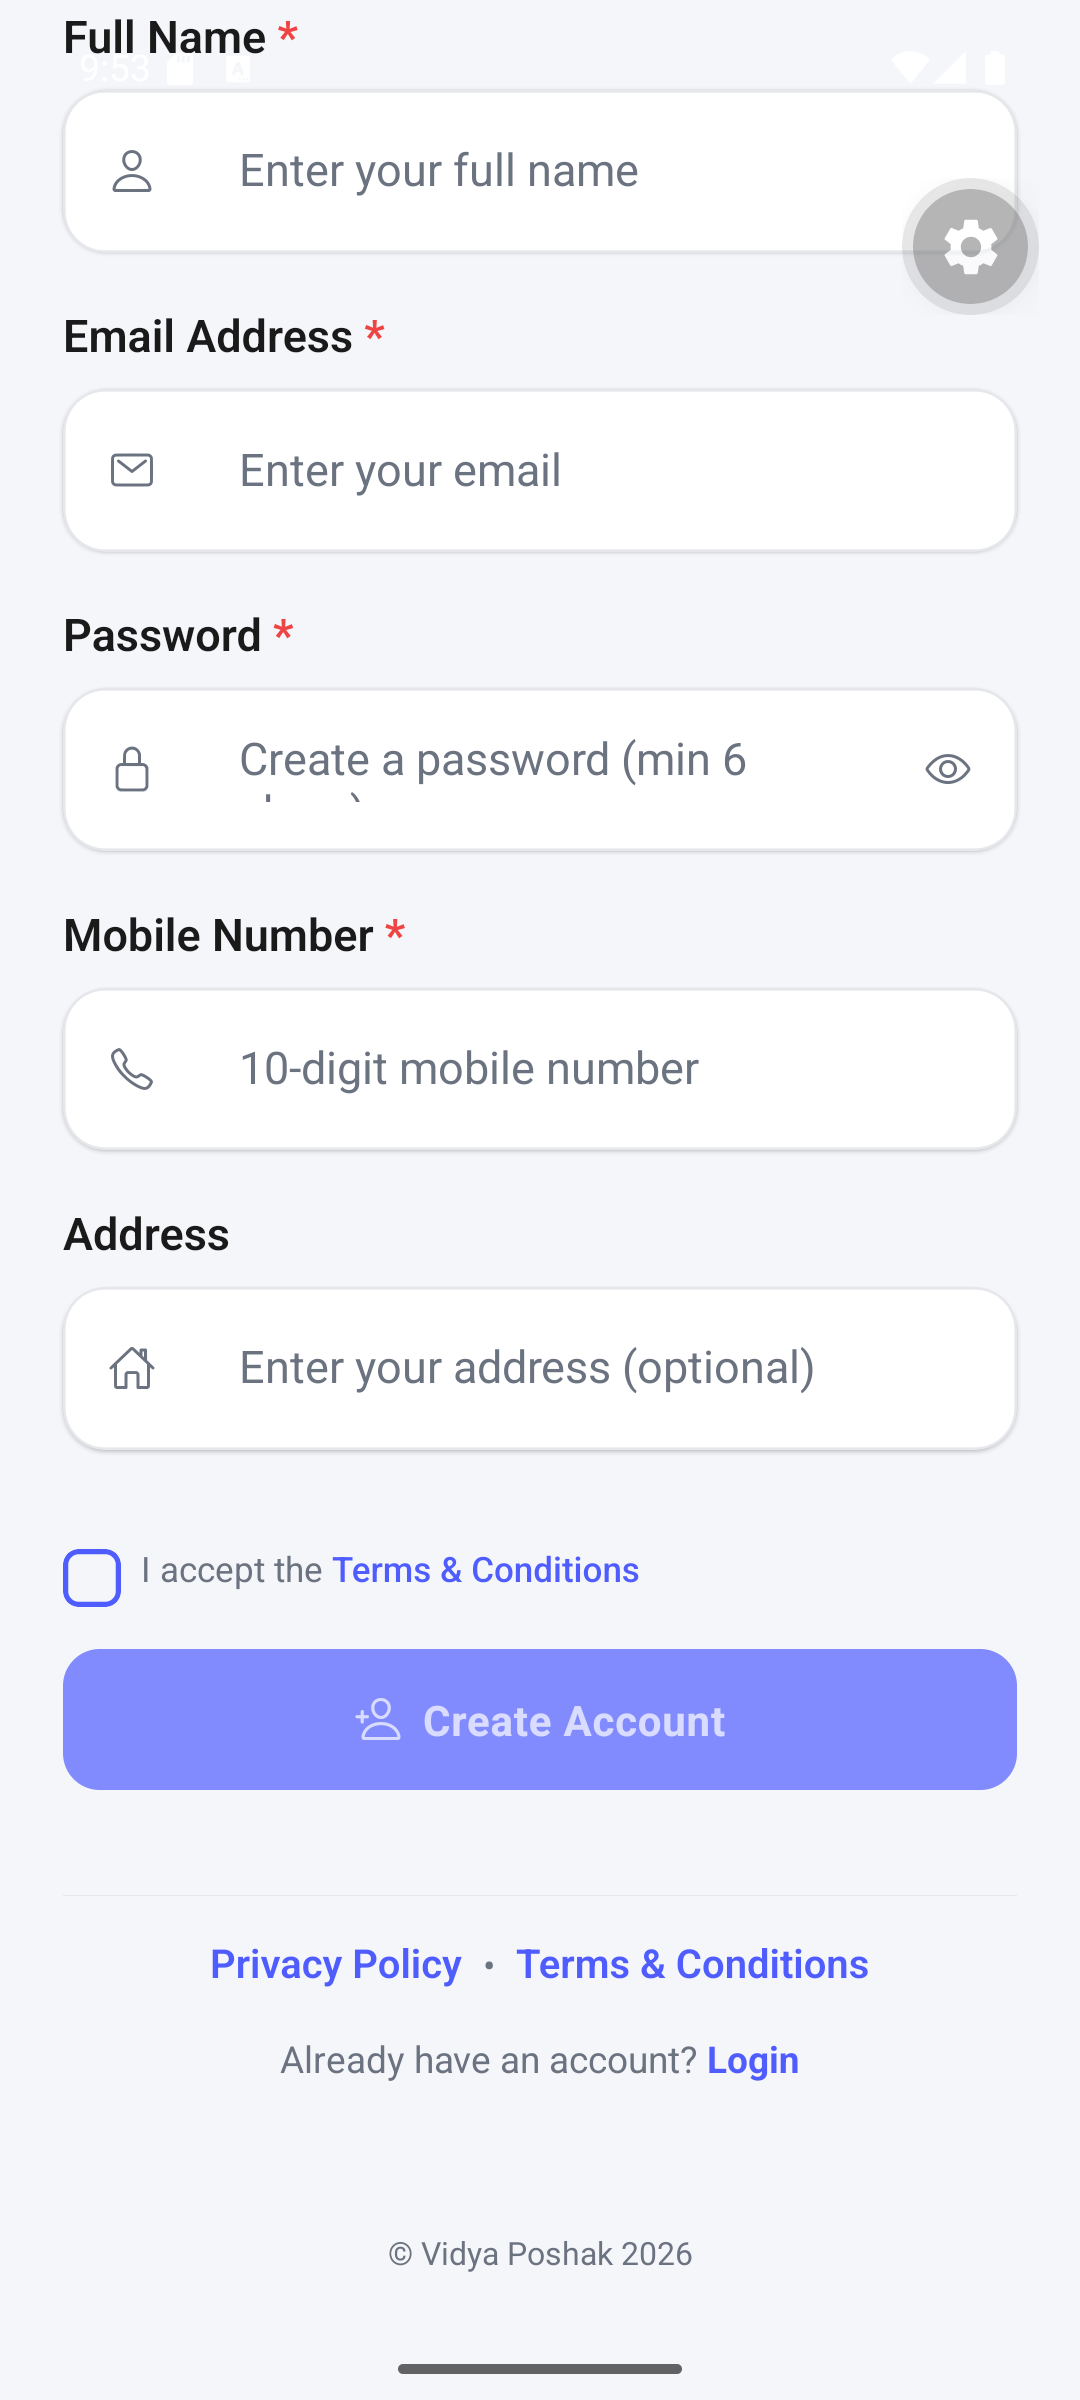 Full Name *
9:53
Enter your full name
Email Address *
Enter your email
Password *
Create a password (min 6
Mobile Number *
10-digit mobile number
Address
Enter your address (optional)
I accept the Terms & Conditions
Create Account
Privacy Policy • Terms & Conditions
Already have an account? Login
© Vidya Poshak 2026